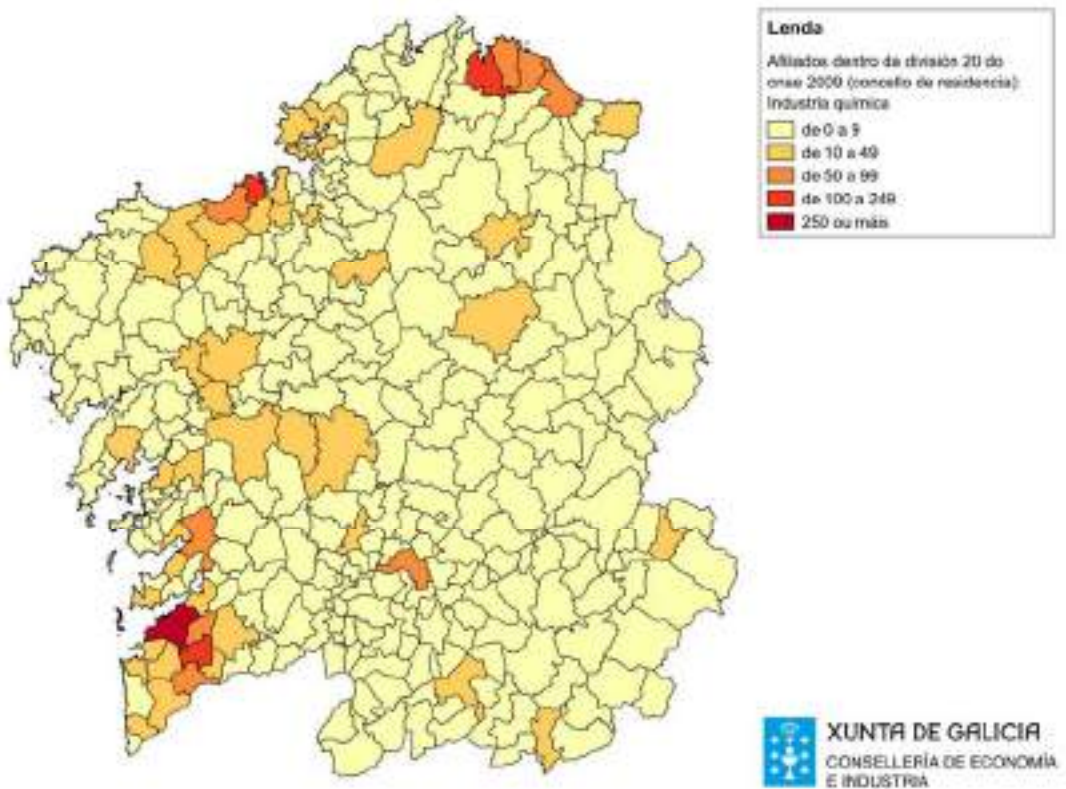 Lenda
Afiliados dentro da división 20 do
cnae 2009 (concello de residencia)
Industria química
de 0 a 9
de 10 a 49
de 50 a 99
de 100 a 249
250 ou máis
XUNTA DE GALICIA
CONSELLERÍA DE ECONOMÍA
E INDUSTRIA